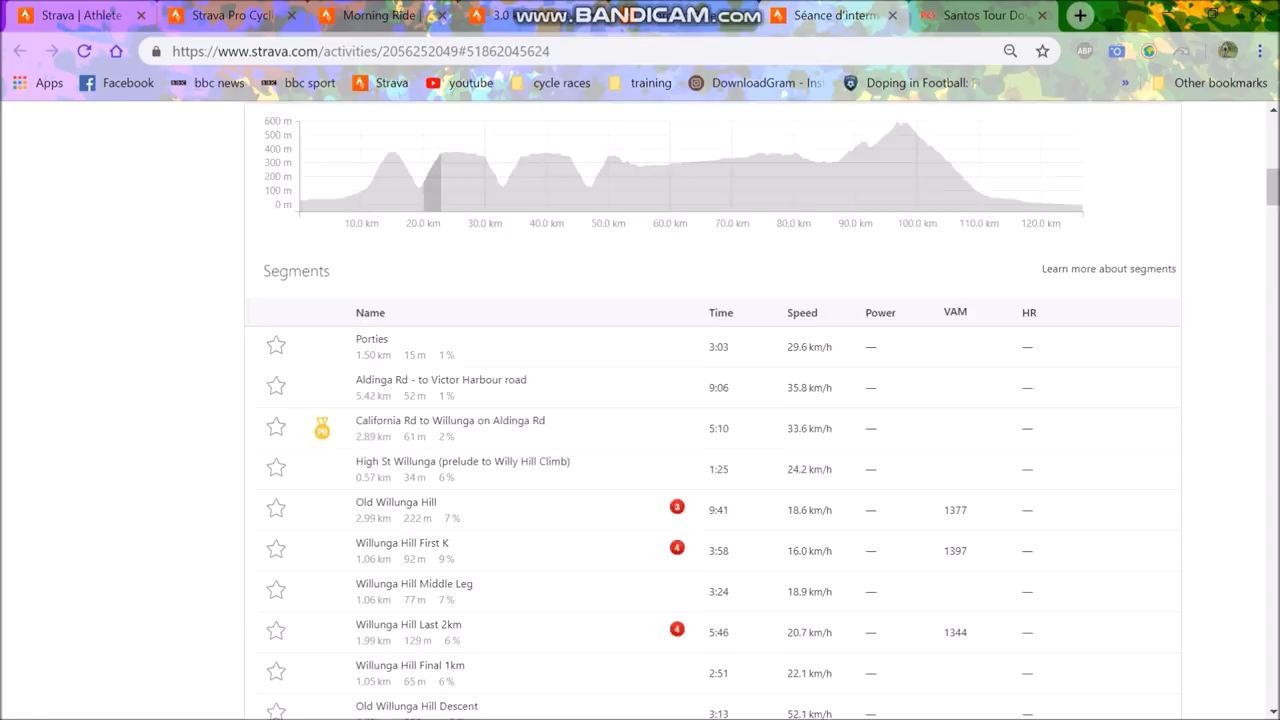 Strava | Athlete
Strava Pro Cycli
Morning Ride |
3.0 k
www.BANDICAM.com
Séance d'interm
Santos Tour Do
https://www.strava.com/activities/2056252049#51862045624
ABP
Apps
Facebook
bbc news
bbc sport
Strava
youtube
cycle races
training
DownloadGram - Ins
Doping in Football:
»
Other bookmarks
600 m
500 m
400 m
300 m
200 m
100 m
0 m
10.0 km 20.0 km 30.0 km 40.0 km 50.0 km 60.0 km 70.0 km 80.0 km 90.0 km 100.0 km 110.0 km 120.0 km
Segments
Learn more about segments
Name Time Speed Power VAM HR
Porties
1.50 km 15 m 1 %
3:03 29.6 km/h — —
Aldinga Rd - to Victor Harbour road
5.42 km 52 m 1 %
9:06 35.8 km/h — —
PR
California Rd to Willunga on Aldinga Rd
2.89 km 61 m 2 %
5:10 33.6 km/h — —
High St Willunga (prelude to Willy Hill Climb)
0.57 km 34 m 6 %
1:25 24.2 km/h — —
Old Willunga Hill
2.99 km 222 m 7 %
3 9:41 18.6 km/h — 1377 —
Willunga Hill First K
1.06 km 92 m 9 %
4 3:58 16.0 km/h — 1397 —
Willunga Hill Middle Leg
1.06 km 77 m 7 %
3:24 18.9 km/h — —
Willunga Hill Last 2km
1.99 km 129 m 6 %
4 5:46 20.7 km/h — 1344 —
Willunga Hill Final 1km
1.05 km 65 m 6 %
2:51 22.1 km/h — —
Old Willunga Hill Descent
3:13 52.1 km/h — —